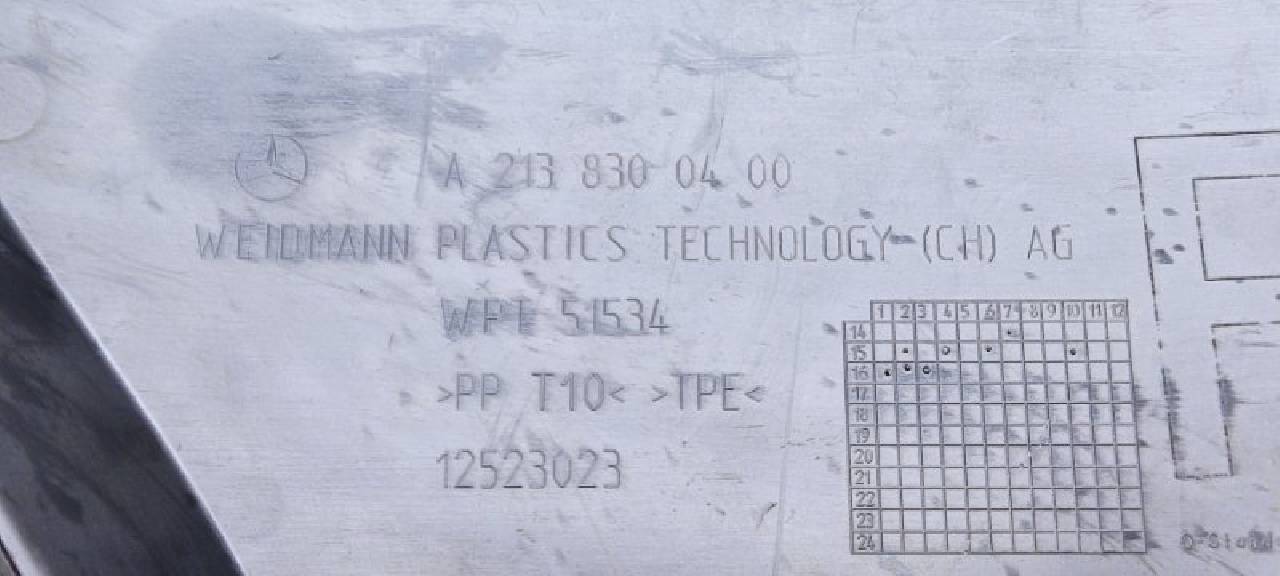 A 213 830 04 00
WEIDMANN PLASTICS TECHNOLOGY (CH) AG
WPT 51534
>PP T10< >TPE<
12523023
1 2 3 4 5 6 7 8 9 10 11 12
14
15
16
17
18
19
20
21
22
23
24